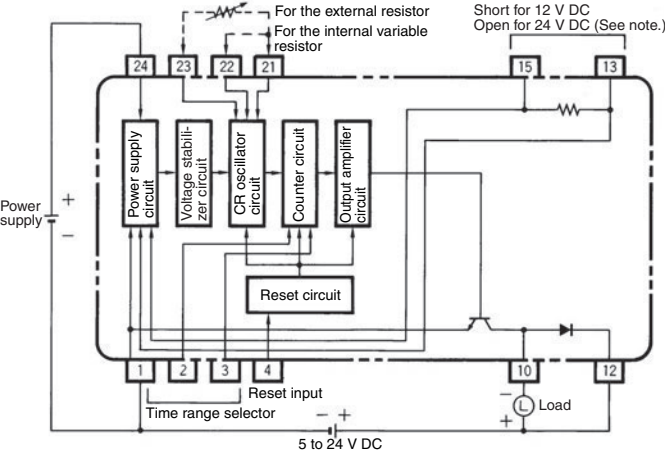 For the external resistor
For the internal variable
resistor
Short for 12 V DC
Open for 24 V DC (See note.)
24
23
22
21
15
13
Power supply
circuit
Voltage stabili-
zer circuit
CR oscillator
circuit
Counter circuit
Output amplifier
circuit
Power
supply
+
−
Reset circuit
1
2
3
4
10
12
Reset input
Time range selector
− +
5 to 24 V DC
−
L
Load
+